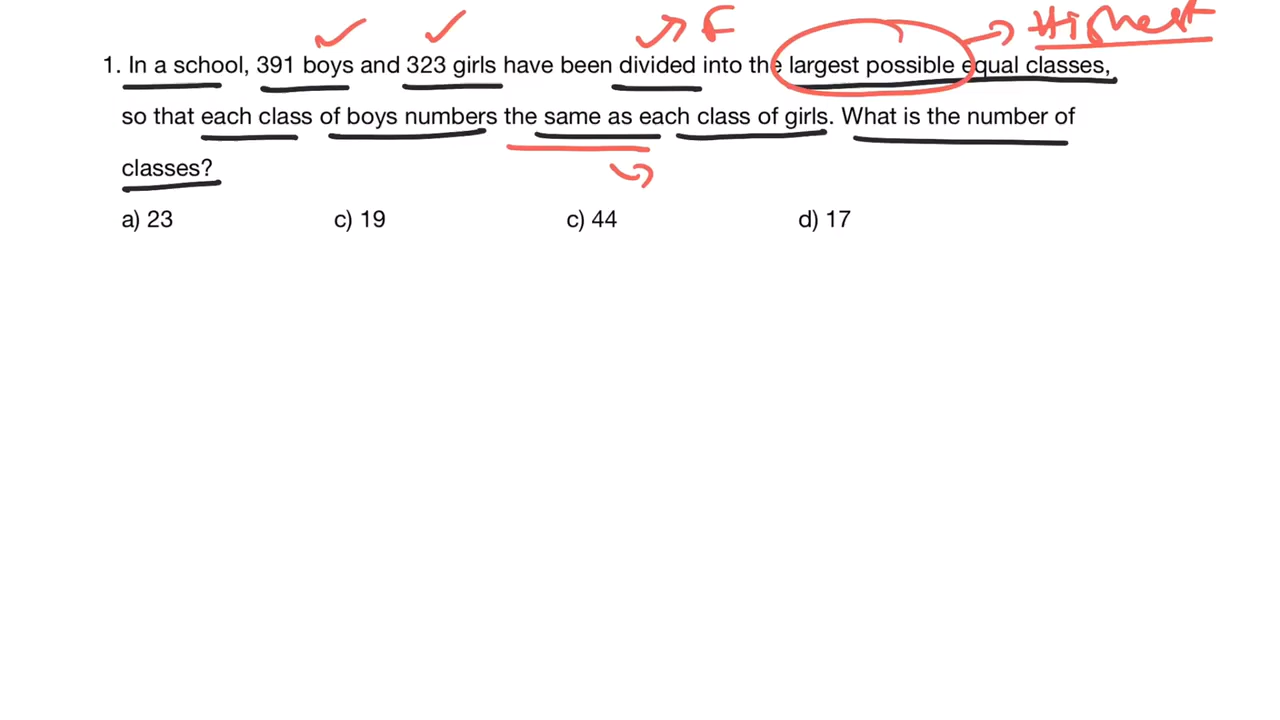 Highest
F
1. In a school, 391 boys and 323 girls have been divided into the largest possible equal classes,
so that each class of boys numbers the same as each class of girls. What is the number of
classes?
a) 23 c) 19 c) 44 d) 17